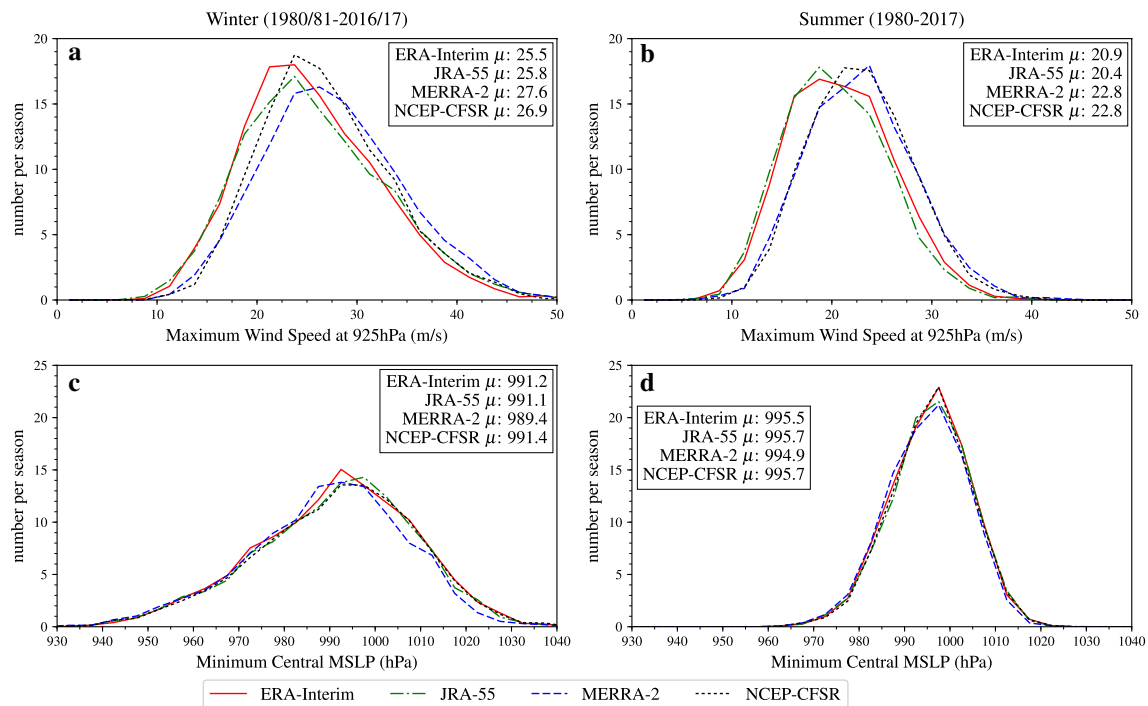 Winter (1980/81-2016/17)
Summer (1980-2017)
a
ERA-Interim μ: 25.5
JRA-55 μ: 25.8
MERRA-2 μ: 27.6
NCEP-CFSR μ: 26.9
number per season
20
15
10
5
0
0 10 20 30 40 50
Maximum Wind Speed at 925hPa (m/s)
b
ERA-Interim μ: 20.9
JRA-55 μ: 20.4
MERRA-2 μ: 22.8
NCEP-CFSR μ: 22.8
number per season
20
15
10
5
0
0 10 20 30 40 50
Maximum Wind Speed at 925hPa (m/s)
c
ERA-Interim μ: 991.2
JRA-55 μ: 991.1
MERRA-2 μ: 989.4
NCEP-CFSR μ: 991.4
number per season
25
20
15
10
5
0
930 940 950 960 970 980 990 1000 1010 1020 1030 1040
Minimum Central MSLP (hPa)
d
ERA-Interim μ: 995.5
JRA-55 μ: 995.7
MERRA-2 μ: 994.9
NCEP-CFSR μ: 995.7
number per season
25
20
15
10
5
0
930 940 950 960 970 980 990 1000 1010 1020 1030 1040
Minimum Central MSLP (hPa)
ERA-Interim JRA-55 MERRA-2 NCEP-CFSR